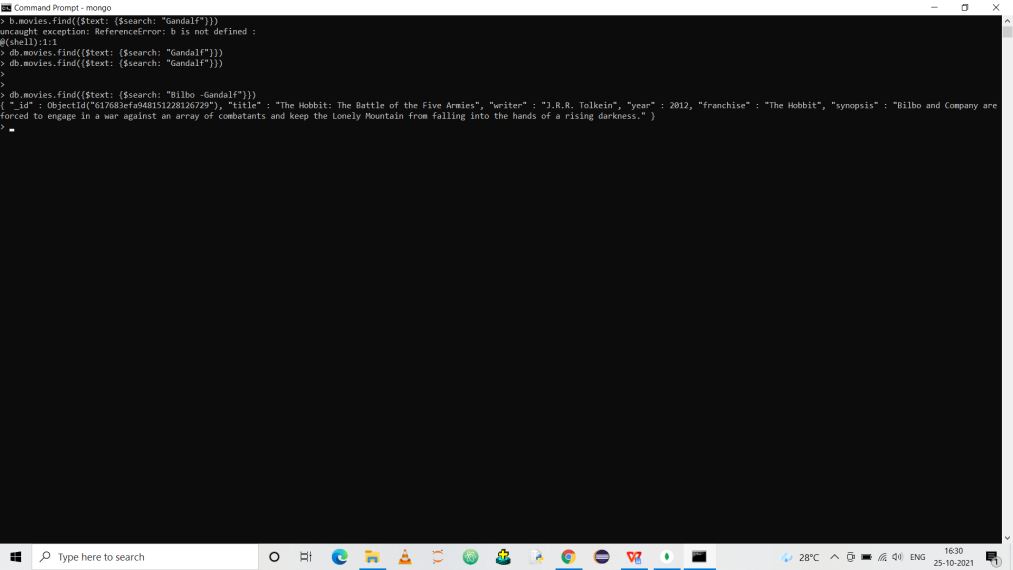 Command Prompt - mongo
> b.movies.find({$text: {$search: "Gandalf"}})
uncaught exception: ReferenceError: b is not defined :
@(shell):1:1
> db.movies.find({$text: {$search: "Gandalf"}})
> db.movies.find({$text: {$search: "Gandalf"}})
>
>
> db.movies.find({$text: {$search: "Bilbo -Gandalf"}})
{ "_id" : ObjectId("617683efa948151228126729"), "title" : "The Hobbit: The Battle of the Five Armies", "writer" : "J.R.R. Tolkein", "year" : 2012, "franchise" : "The Hobbit", "synopsis" : "Bilbo and Company are
forced to engage in a war against an array of combatants and keep the Lonely Mountain from falling into the hands of a rising darkness." }
>
Type here to search
28°C
ENG
16:30
25-10-2021
1